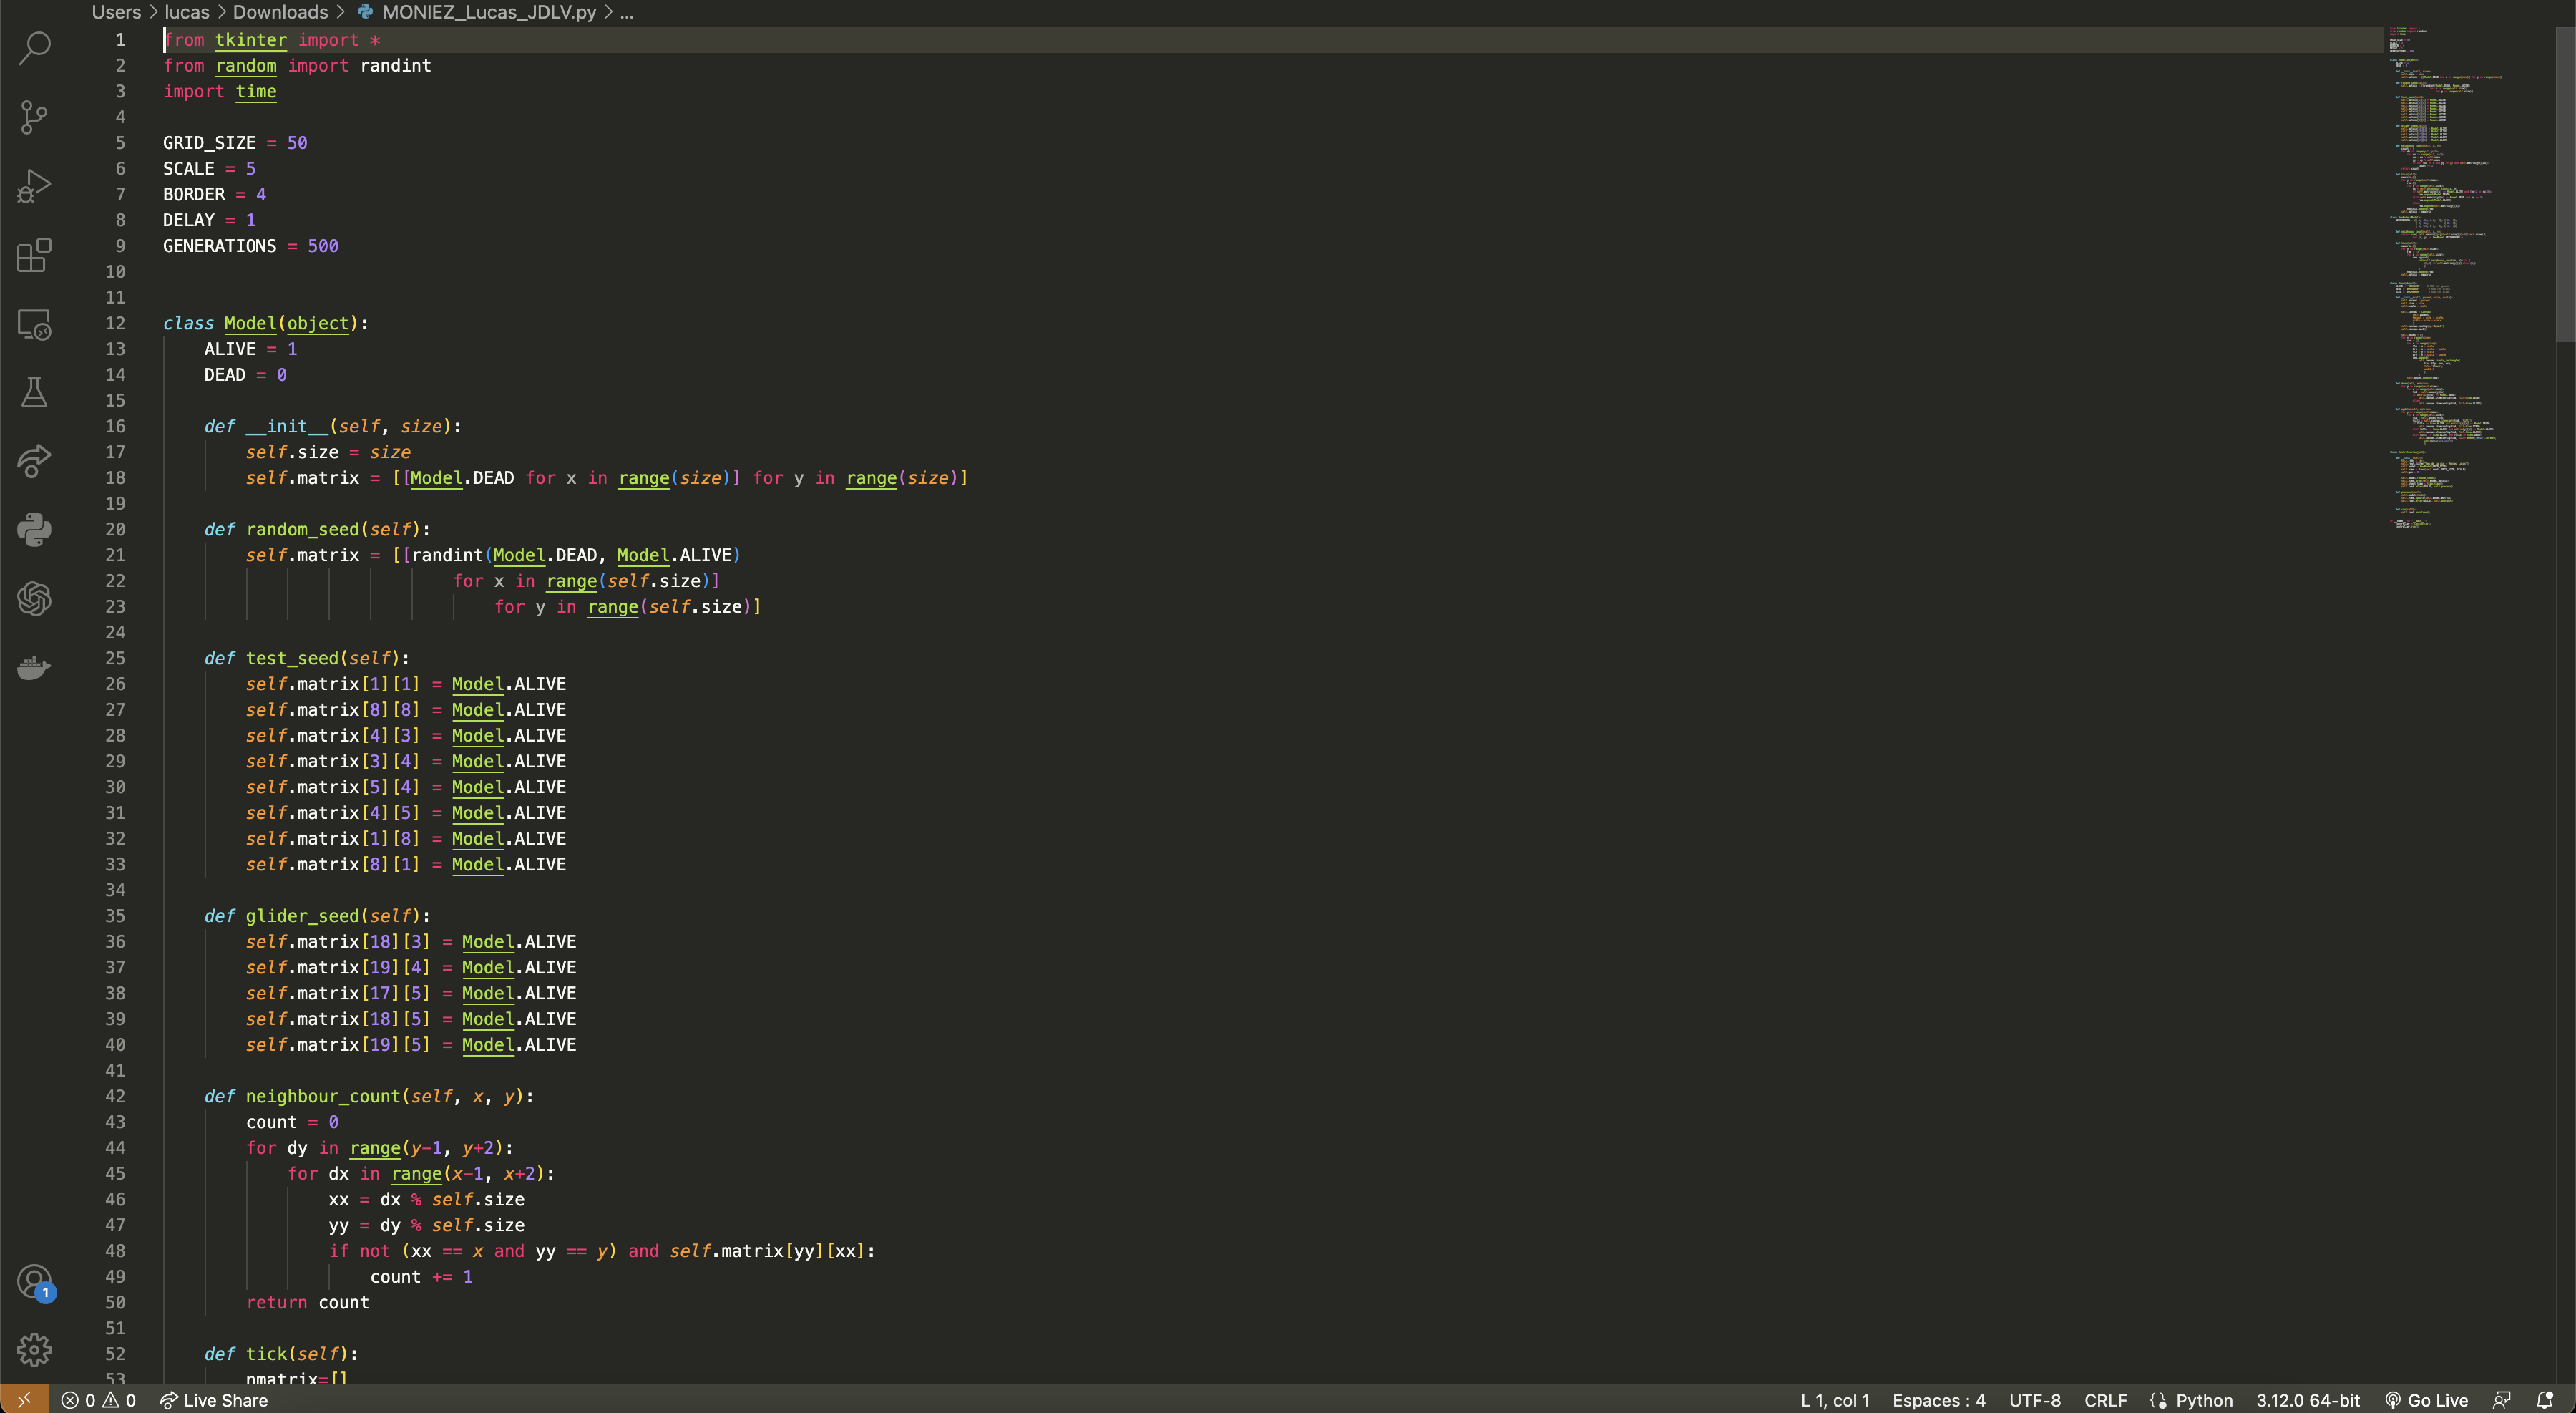 Users > lucas > Downloads > MONIEZ_Lucas_JDLV.py > ...
1 from tkinter import *
2 from random import randint
3 import time
4
5 GRID_SIZE = 50
6 SCALE = 5
7 BORDER = 4
8 DELAY = 1
9 GENERATIONS = 500
10
11
12 class Model(object):
13     ALIVE = 1
14     DEAD = 0
15
16     def __init__(self, size):
17         self.size = size
18         self.matrix = [[Model.DEAD for x in range(size)] for y in range(size)]
19
20     def random_seed(self):
21         self.matrix = [[randint(Model.DEAD, Model.ALIVE)
22                             for x in range(self.size)]
23                                 for y in range(self.size)]
24
25     def test_seed(self):
26         self.matrix[1][1] = Model.ALIVE
27         self.matrix[8][8] = Model.ALIVE
28         self.matrix[4][3] = Model.ALIVE
29         self.matrix[3][4] = Model.ALIVE
30         self.matrix[5][4] = Model.ALIVE
31         self.matrix[4][5] = Model.ALIVE
32         self.matrix[1][8] = Model.ALIVE
33         self.matrix[8][1] = Model.ALIVE
34
35     def glider_seed(self):
36         self.matrix[18][3] = Model.ALIVE
37         self.matrix[19][4] = Model.ALIVE
38         self.matrix[17][5] = Model.ALIVE
39         self.matrix[18][5] = Model.ALIVE
40         self.matrix[19][5] = Model.ALIVE
41
42     def neighbour_count(self, x, y):
43         count = 0
44         for dy in range(y-1, y+2):
45             for dx in range(x-1, x+2):
46                 xx = dx % self.size
47                 yy = dy % self.size
48                 if not (xx == x and yy == y) and self.matrix[yy][xx]:
49                     count += 1
50         return count
51
52     def tick(self):
53         nmatrix=[]
1
0 0 Live Share L 1, col 1 Espaces : 4 UTF-8 CRLF Python 3.12.0 64-bit Go Live